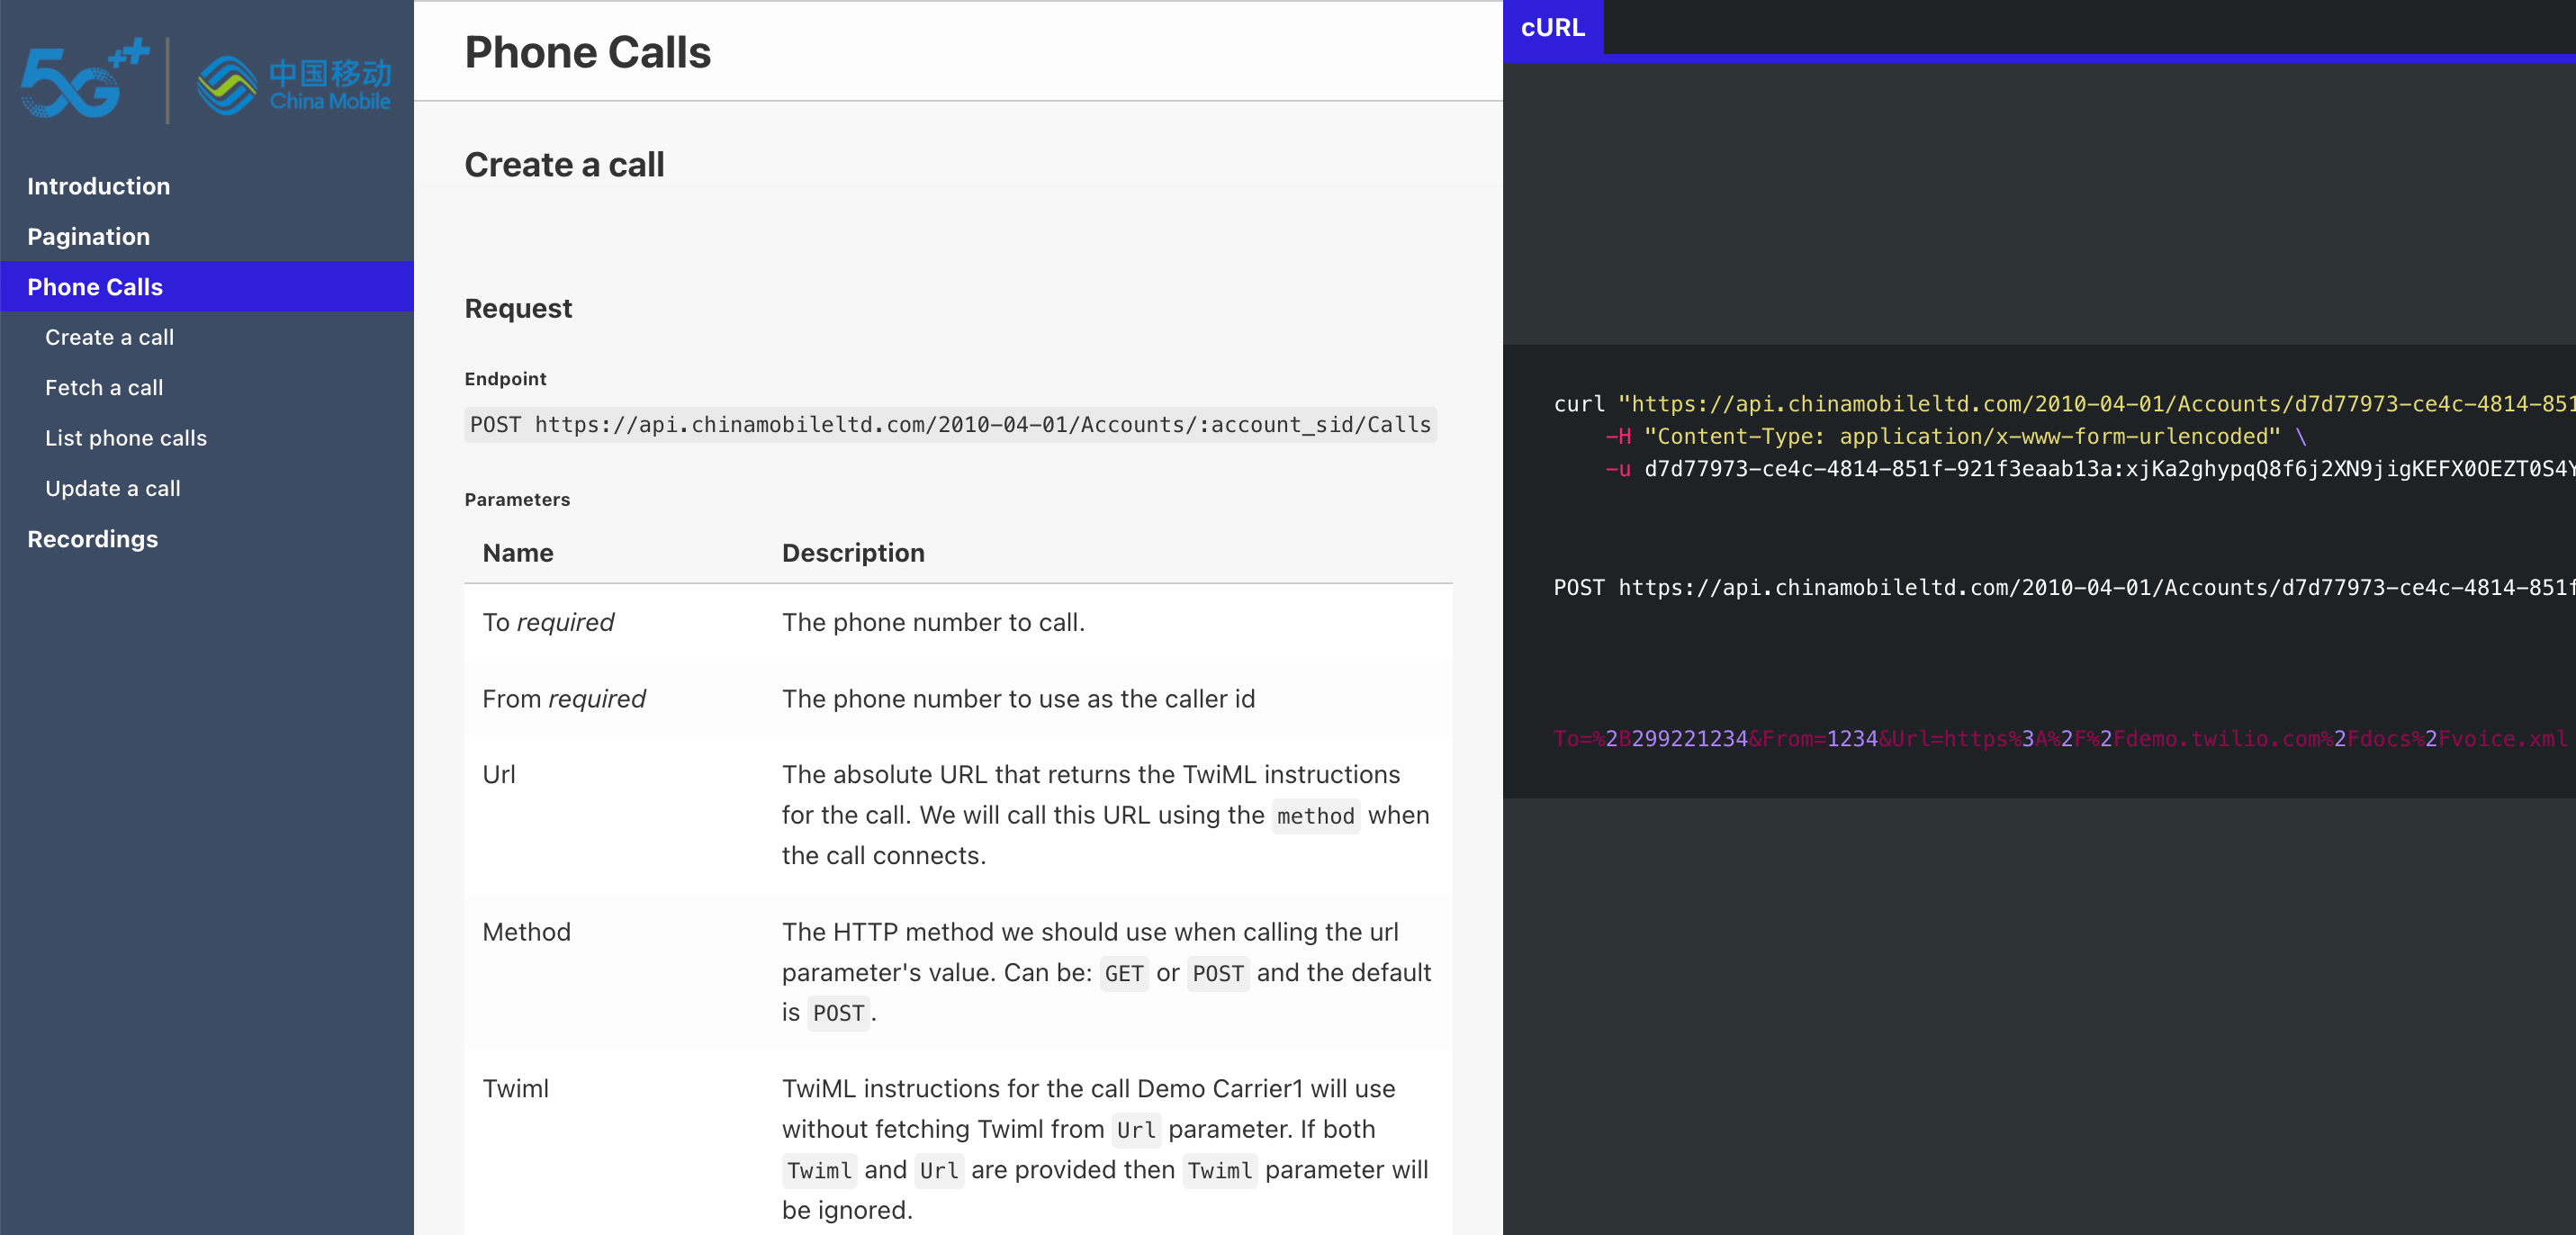 5G++
中国移动
China Mobile
Introduction
Pagination
Phone Calls
Create a call
Fetch a call
List phone calls
Update a call
Recordings
Phone Calls
Create a call
Request
Endpoint
POST https://api.chinamobileltd.com/2010-04-01/Accounts/:account_sid/Calls
Parameters
Name Description
To required The phone number to call.
From required The phone number to use as the caller id
Url The absolute URL that returns the TwiML instructions
for the call. We will call this URL using the method when
the call connects.
Method The HTTP method we should use when calling the url
parameter's value. Can be: GET or POST and the default
is POST.
Twiml TwiML instructions for the call Demo Carrier1 will use
without fetching Twiml from Url parameter. If both
Twiml and Url are provided then Twiml parameter will
be ignored.
cURL
curl "https://api.chinamobileltd.com/2010-04-01/Accounts/d7d77973-ce4c-4814-851
-H "Content-Type: application/x-www-form-urlencoded" \
-u d7d77973-ce4c-4814-851f-921f3eaab13a:xjKa2ghypqQ8f6j2XN9jigKEFX0OEZT0S4Y
POST https://api.chinamobileltd.com/2010-04-01/Accounts/d7d77973-ce4c-4814-851f
To=%2B299221234&From=1234&Url=https%3A%2F%2Fdemo.twilio.com%2Fdocs%2Fvoice.xml